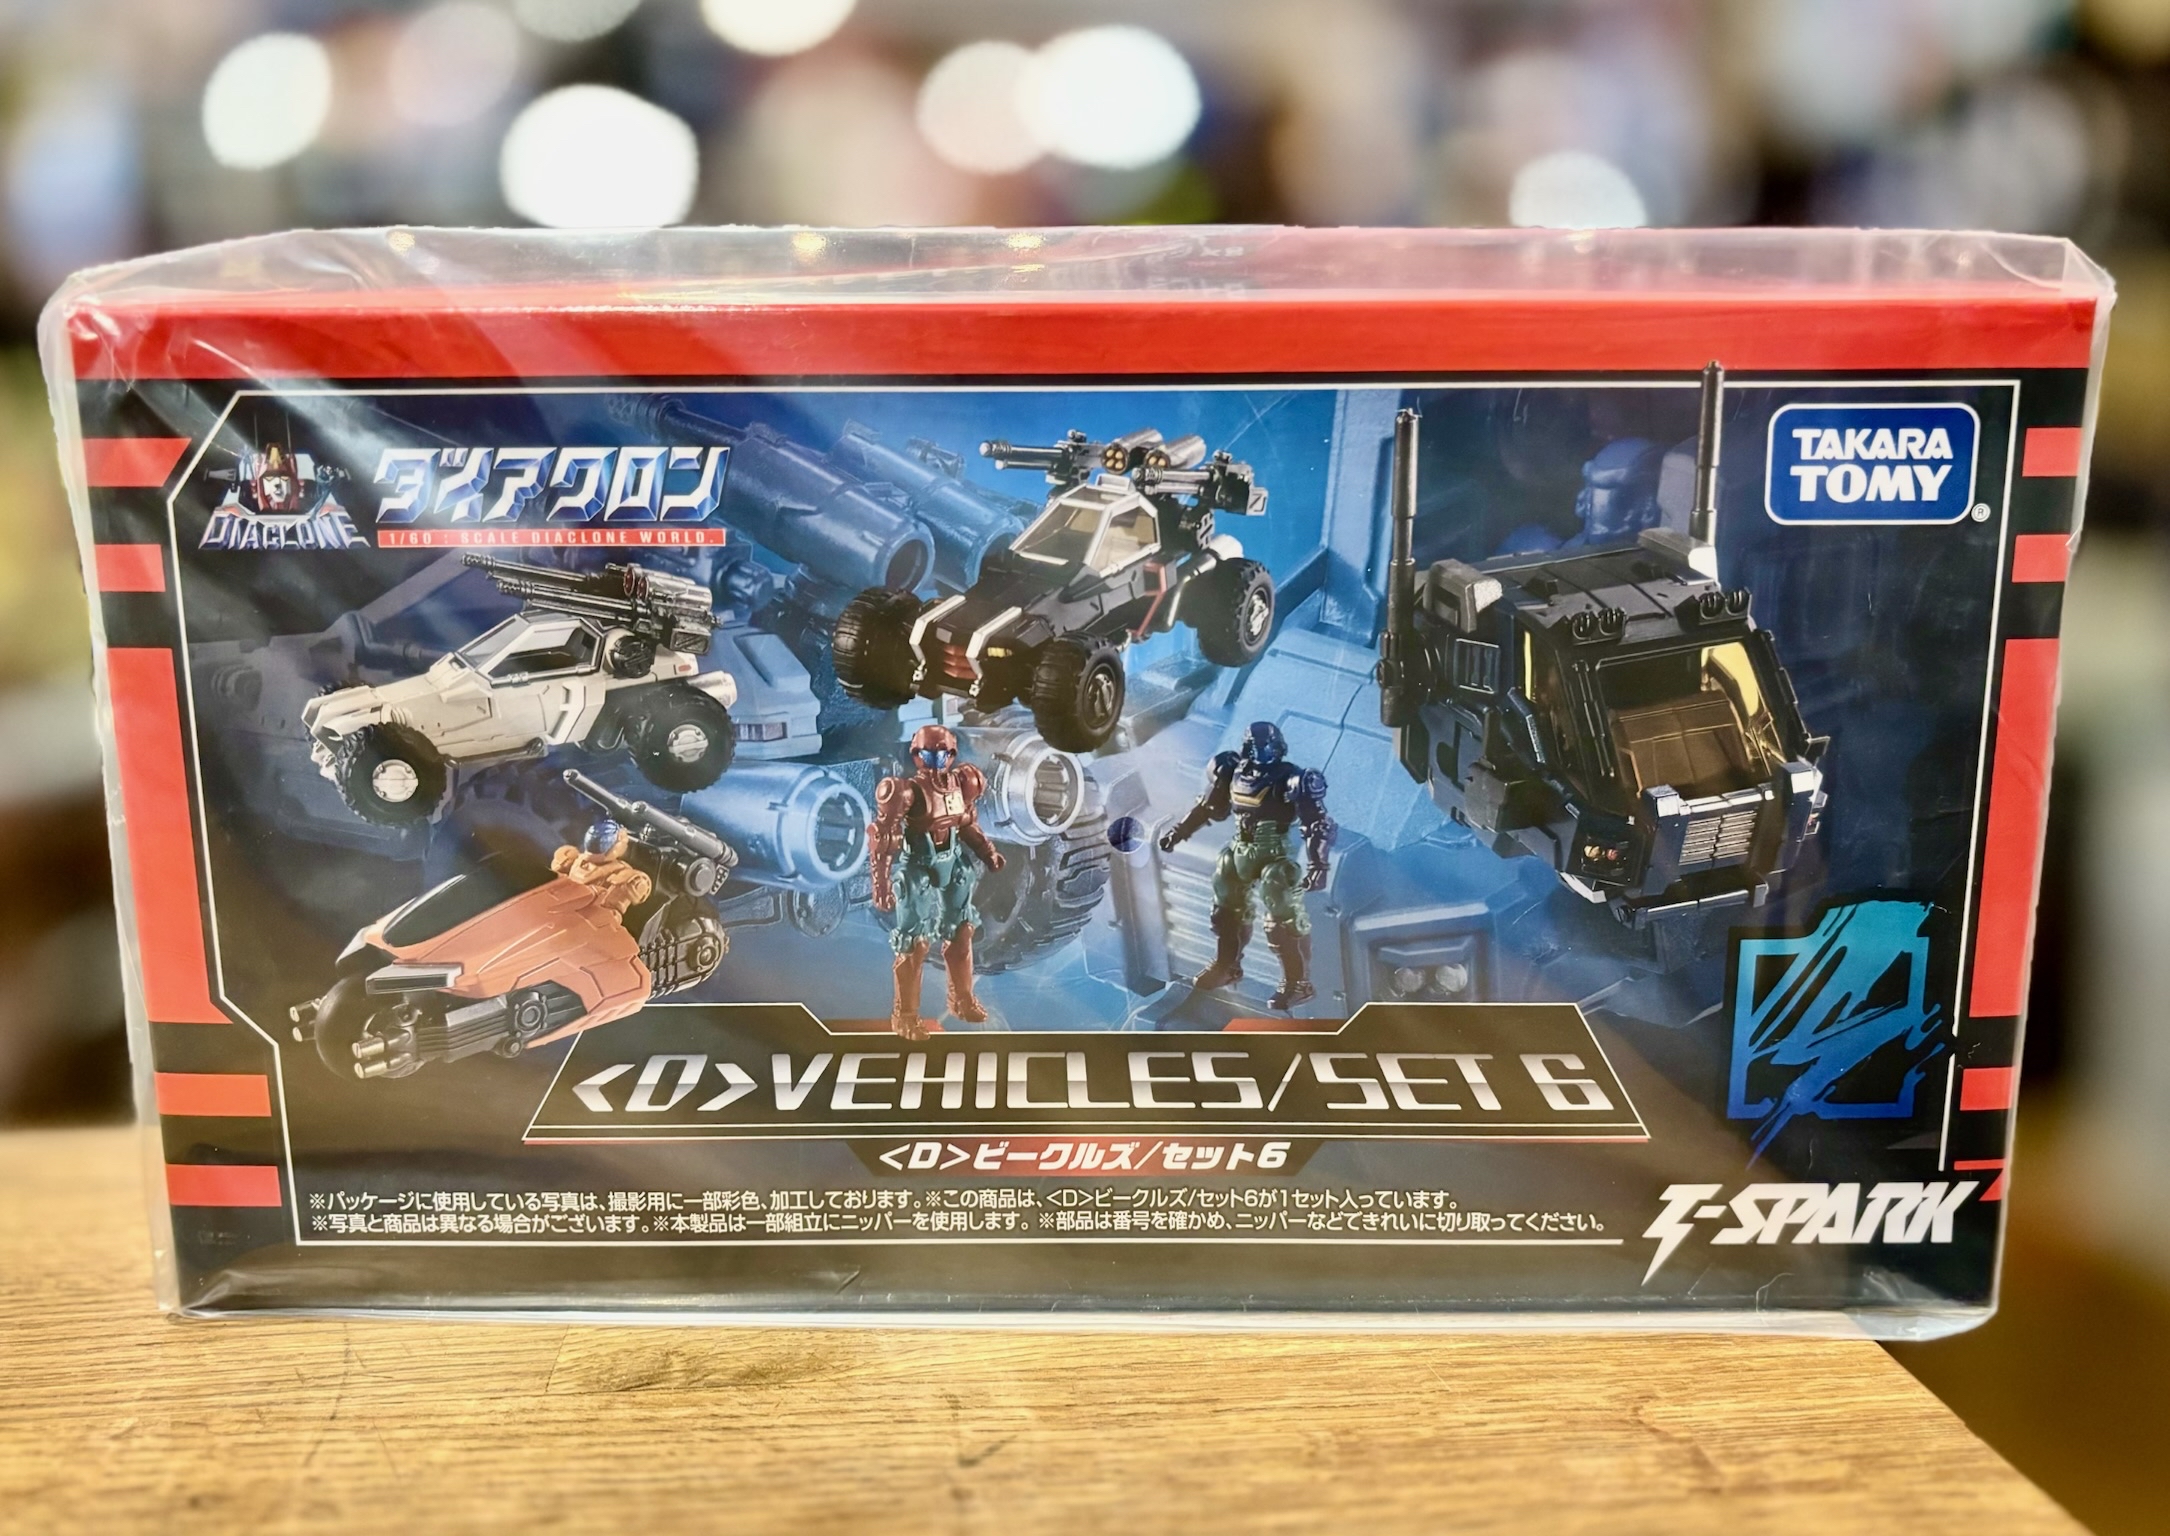 DIACLONE
ダイアクロン
1/60 : SCALE DIACLONE WORLD.
TAKARA
TOMY
®
<D>VEHICLES/SET 6
<D>ビークルズ/セット6
※パッケージに使用している写真は、撮影用に一部彩色、加工しております。※この商品は、<D>ビークルズ/セット6が1セット入っています。
※写真と商品は異なる場合がございます。※本製品は一部組立にニッパーを使用します。※部品は番号を確かめ、ニッパーなどできれいに切り取ってください。
T-SPARK